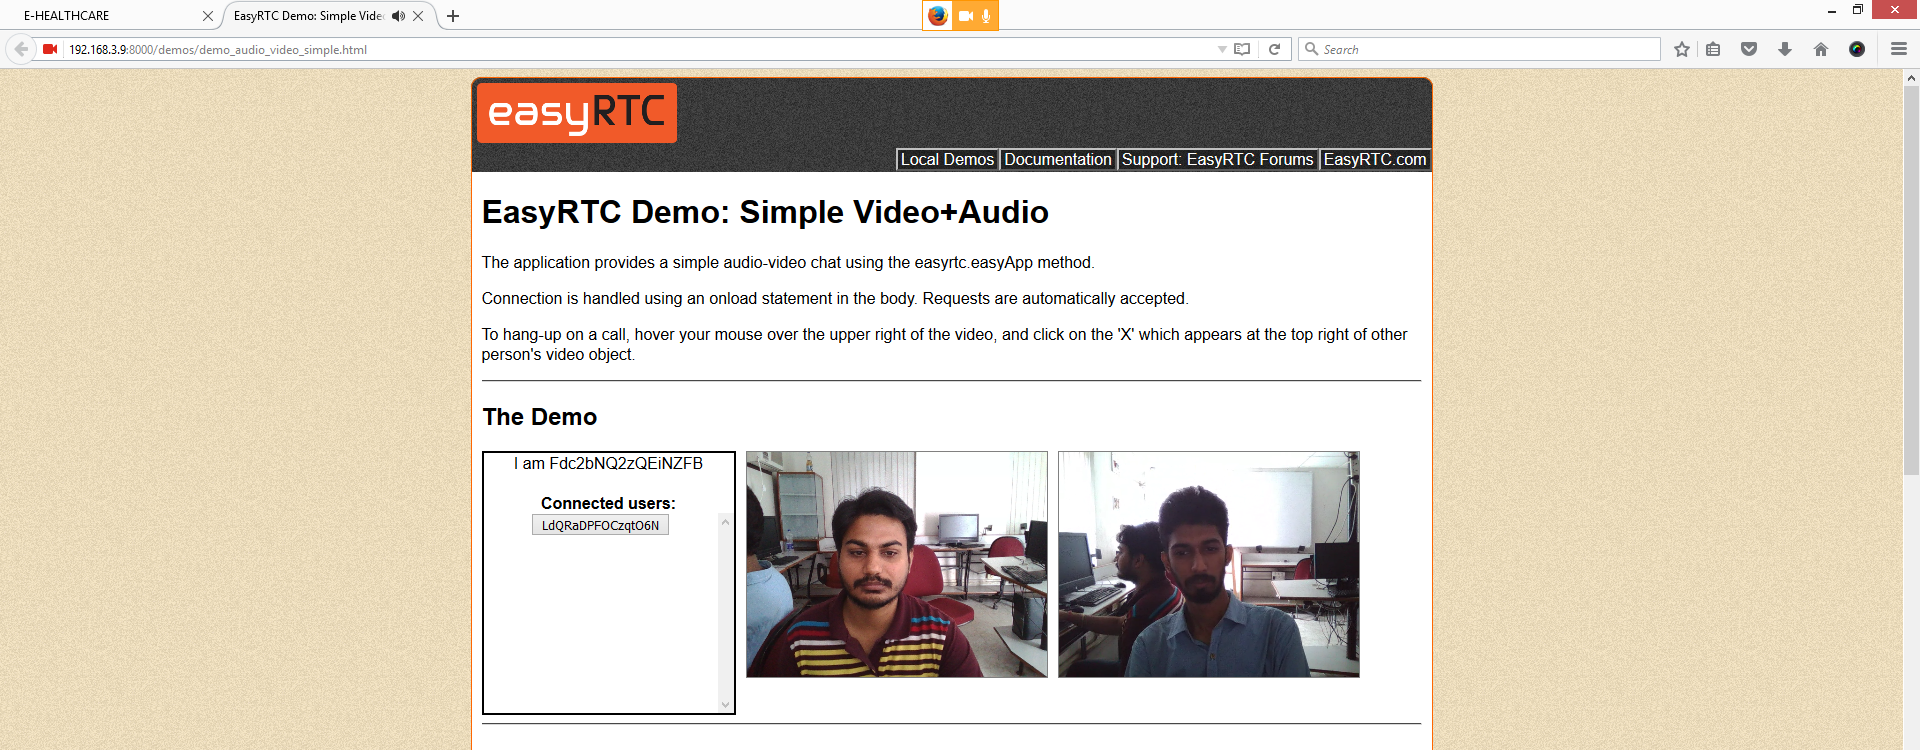 E-HEALTHCARE
EasyRTC Demo: Simple Vide
192.168.3.9:8000/demos/demo_audio_video_simple.html
Search
easyRTC
Local Demos Documentation Support: EasyRTC Forums EasyRTC.com
EasyRTC Demo: Simple Video+Audio
The application provides a simple audio-video chat using the easyrtc.easyApp method.
Connection is handled using an onload statement in the body. Requests are automatically accepted.
To hang-up on a call, hover your mouse over the upper right of the video, and click on the 'X' which appears at the top right of other
person's video object.
The Demo
I am Fdc2bNQ2zQEiNZFB
Connected users:
LdQRaDPFOCzqtO6N